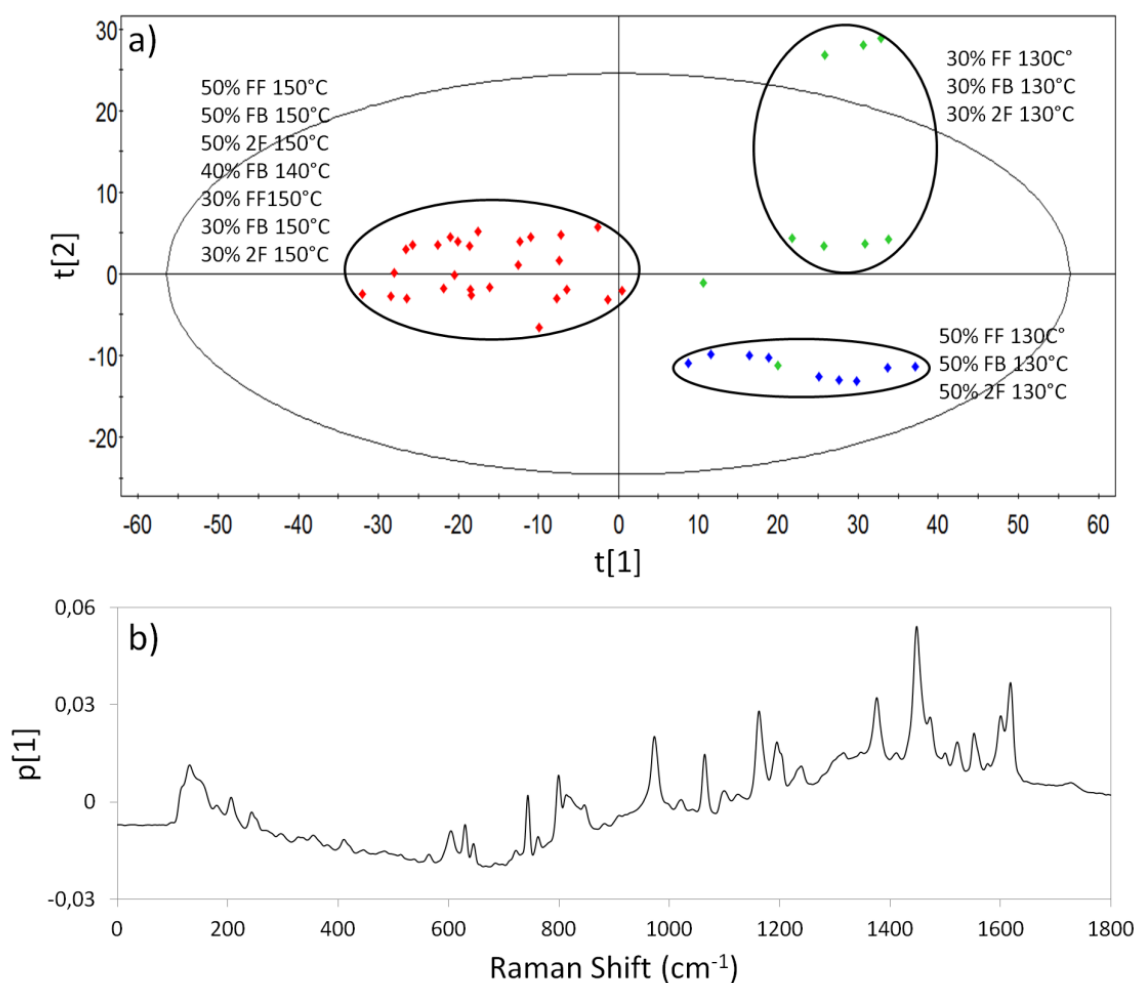 a)
30
20
10
0
-10
-20
t[2]
50% FF 150°C
50% FB 150°C
50% 2F 150°C
40% FB 140°C
30% FF150°C
30% FB 150°C
30% 2F 150°C
30% FF 130C°
30% FB 130°C
30% 2F 130°C
50% FF 130C°
50% FB 130°C
50% 2F 130°C
-60 -50 -40 -30 -20 -10 0 10 20 30 40 50 60
t[1]
b)
0,06
0,03
0
-0,03
p[1]
0 200 400 600 800 1000 1200 1400 1600 1800
Raman Shift (cm⁻¹)